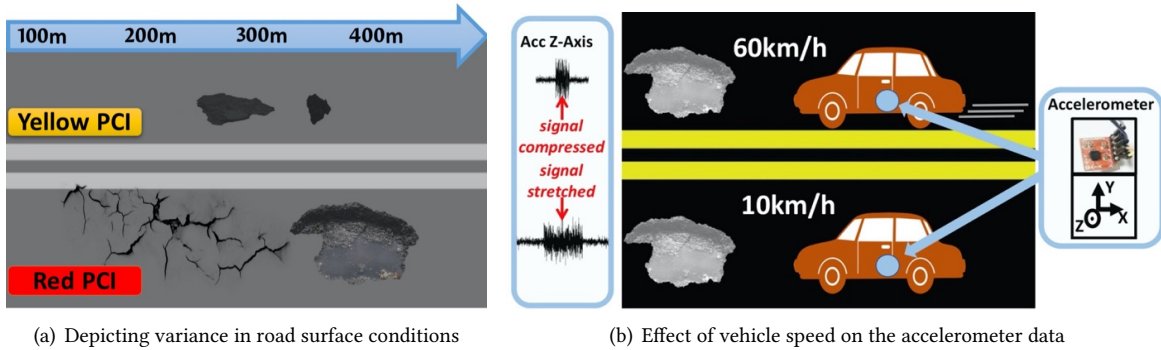 100m 200m 300m 400m
Yellow PCI
Red PCI
(a) Depicting variance in road surface conditions
Acc Z-Axis
signal
compressed
signal
stretched
60km/h
10km/h
Accelerometer
Y
Z X
(b) Effect of vehicle speed on the accelerometer data